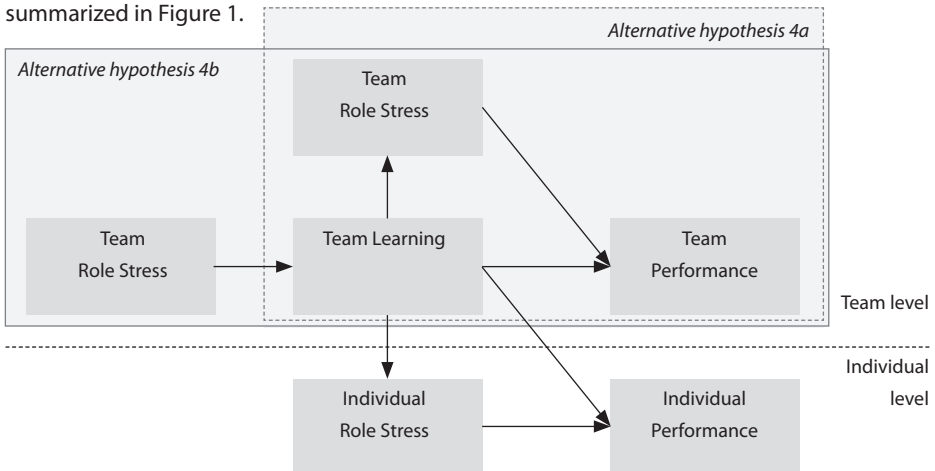 summarized in Figure 1.
Alternative hypothesis 4a
Alternative hypothesis 4b
Team
Role Stress
Team
Role Stress
Team Learning
Team
Performance
Team level
Individual
level
Individual
Role Stress
Individual
Performance